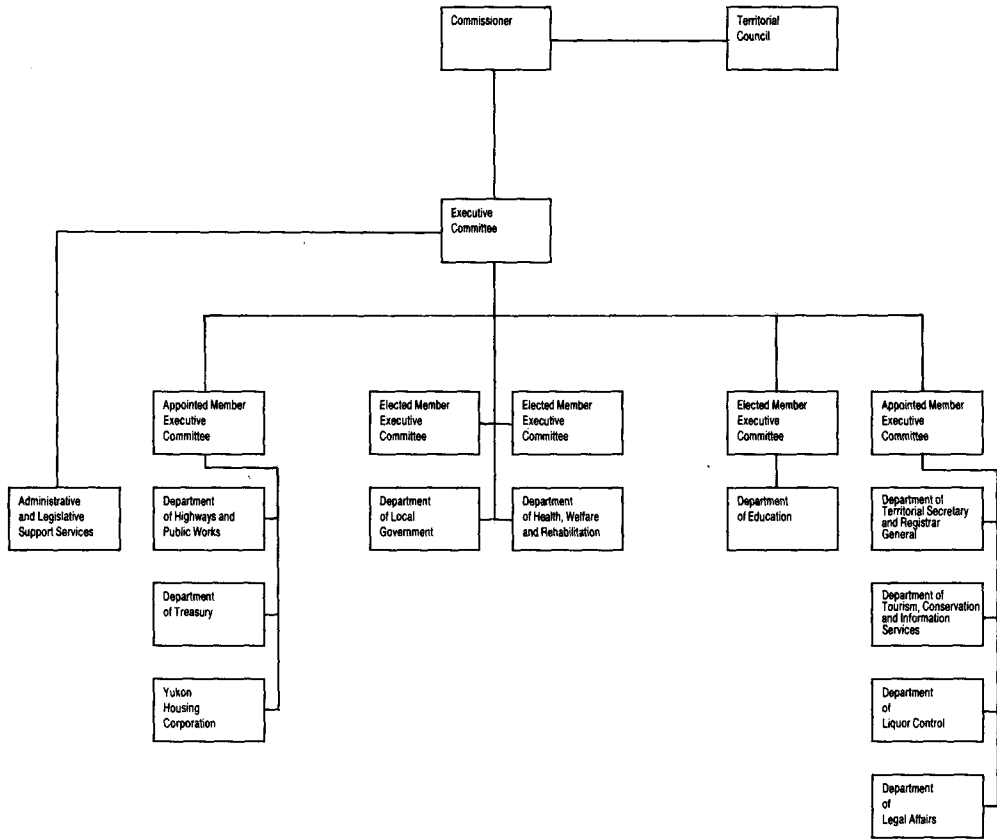 Commissioner
Territorial
Council
Executive
Committee
Appointed Member
Executive
Committee
Elected Member
Executive
Committee
Elected Member
Executive
Committee
Elected Member
Executive
Committee
Appointed Member
Executive
Committee
Administrative
and Legislative
Support Services
Department
of Highways and
Public Works
Department
of Local
Government
Department
of Health, Welfare
and Rehabilitation
Department
of Education
Department of
Territorial Secretary
and Registrar
General
Department
of Treasury
Department of
Tourism, Conservation
and Information
Services
Yukon
Housing
Corporation
Department
of
Liquor Control
Department
of
Legal Affairs